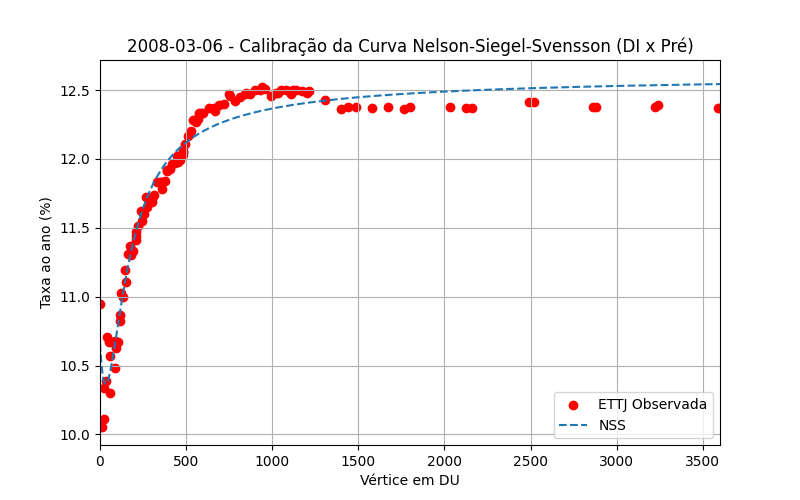 2008-03-06 - Calibração da Curva Nelson-Siegel-Svensson (DI x Pré)
Taxa ao ano (%)
12.5
12.0
11.5
11.0
10.5
10.0
0 500 1000 1500 2000 2500 3000 3500
Vértice em DU
ETTJ Observada
NSS